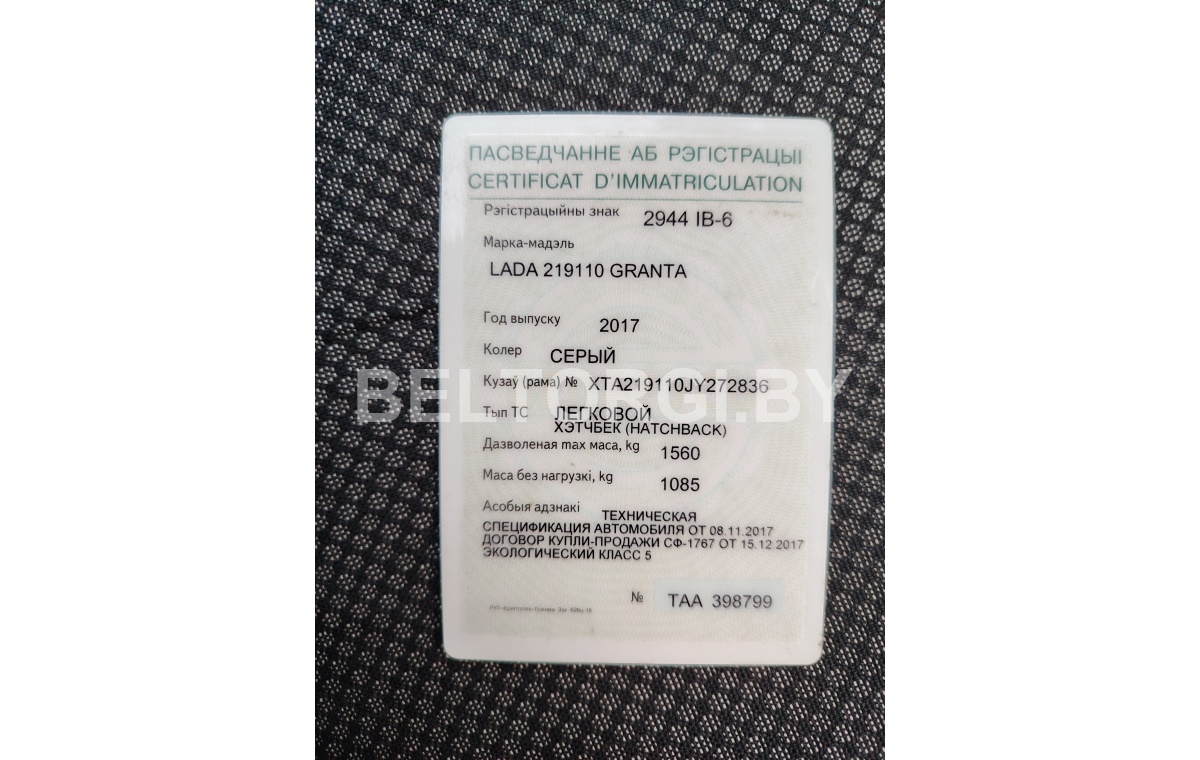 ПАСВЕДЧАННЕ АБ РЭГІСТРАЦЫІ
CERTIFICAT D'IMMATRICULATION
Рэгістрацыйны знак 2944 IB-6
Марка-мадэль
LADA 219110 GRANTA
Год выпуску 2017
Колер СЕРЫЙ
Кузаў (рама) № XTA219110JY272836
BELTORGI.BY
Тып ТС ЛЕГКОВОЙ
ХЭТЧБЕК (HATCHBACK)
Дазволеная max маса, kg 1560
Маса без нагрузкі, kg 1085
Асобыя адзнакі ТЕХНИЧЕСКАЯ
СПЕЦИФИКАЦИЯ АВТОМОБИЛЯ ОТ 08.11.2017
ДОГОВОР КУПЛИ-ПРОДАЖИ СФ-1767 ОТ 15.12.2017
ЭКОЛОГИЧЕСКИЙ КЛАСС 5
№ TAA 398799